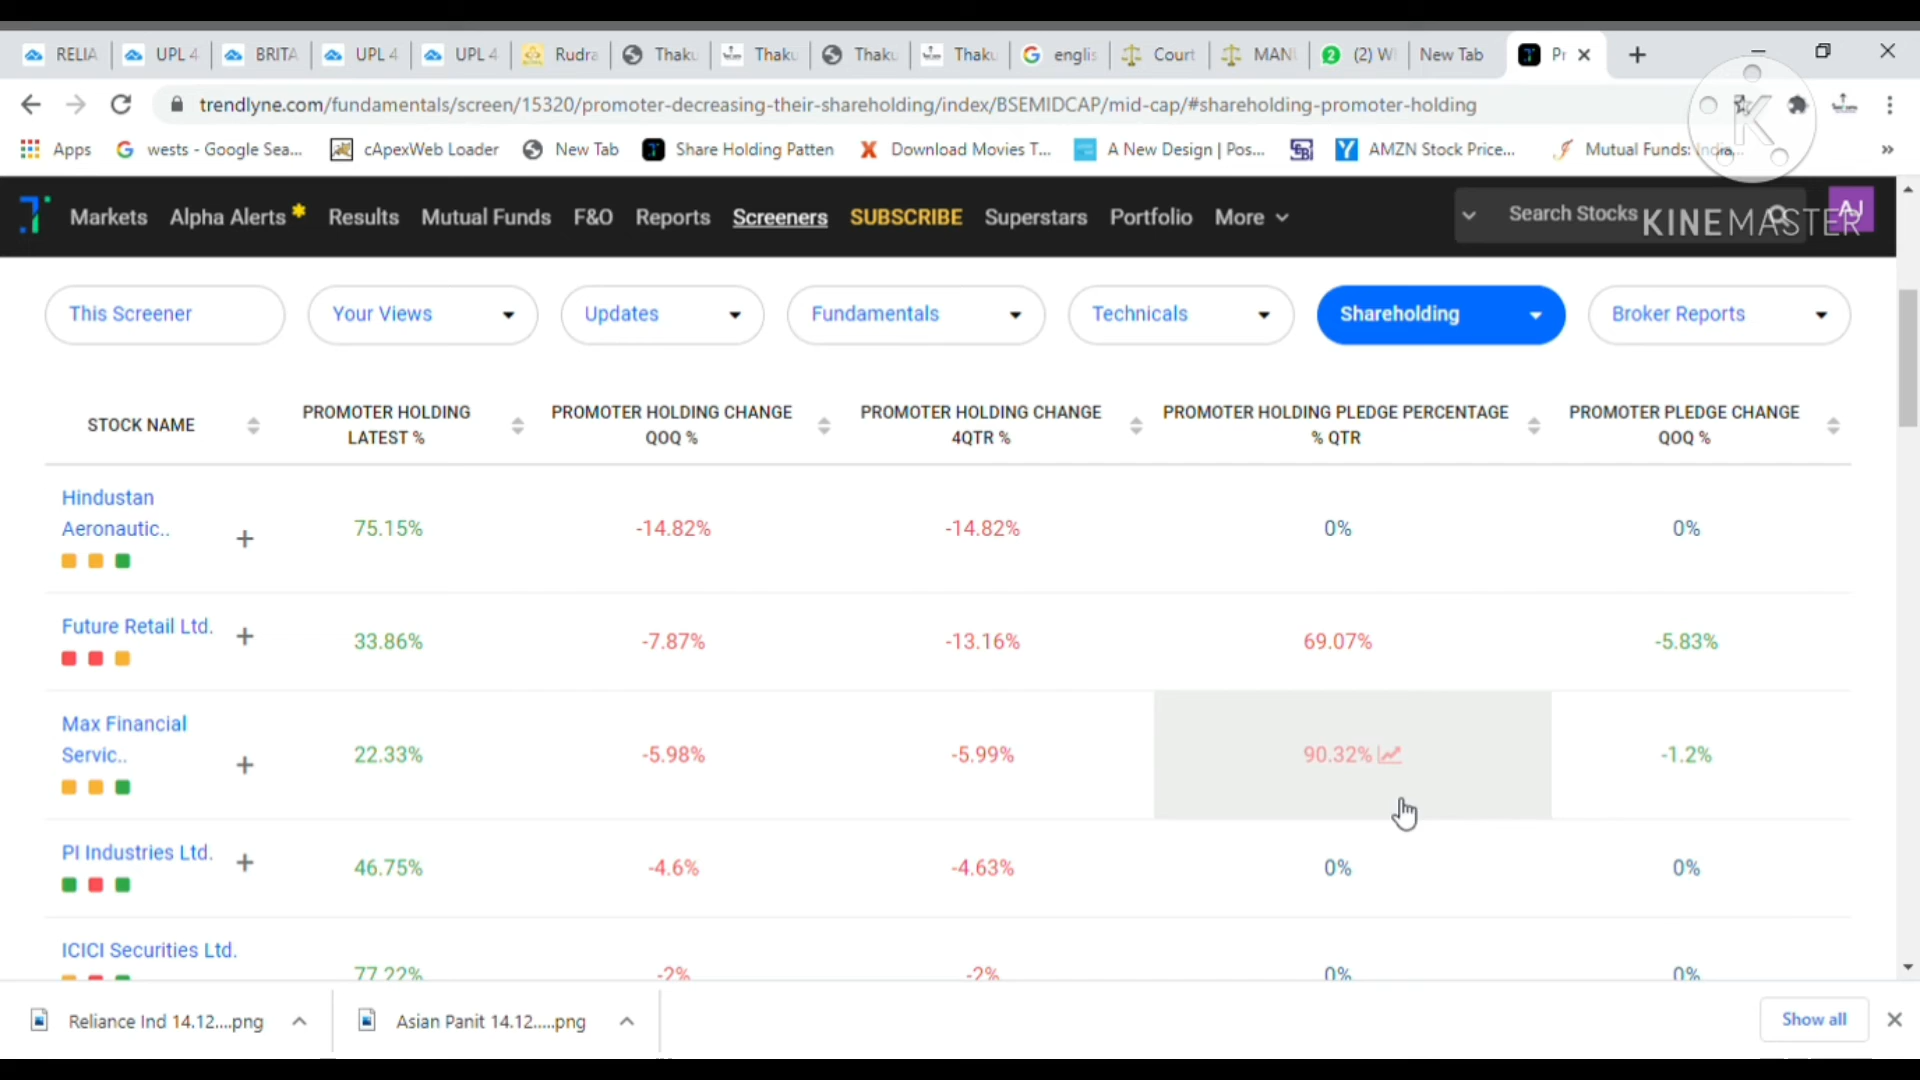 RELIA UPL 4 BRITA UPL 4 UPL 4 Rudra Thaku Thaku Thaku Thaku englis Court MANU (2) W New Tab Pr
trendlyne.com/fundamentals/screen/15320/promoter-decreasing-their-shareholding/index/BSEMIDCAP/mid-cap/#shareholding-promoter-holding
Apps wests - Google Sea... cApexWeb Loader New Tab Share Holding Patten Download Movies T... A New Design | Pos... AMZN Stock Price... Mutual Funds: India... »
Markets Alpha Alerts Results Mutual Funds F&O Reports Screeners SUBSCRIBE Superstars Portfolio More Search Stocks AJ
KINEMASTER
This Screener Your Views Updates Fundamentals Technicals Shareholding Broker Reports
STOCK NAME PROMOTER HOLDING LATEST % PROMOTER HOLDING CHANGE QOQ % PROMOTER HOLDING CHANGE 4QTR % PROMOTER HOLDING PLEDGE PERCENTAGE % QTR PROMOTER PLEDGE CHANGE QOQ %
Hindustan
Aeronautic.. + 75.15% -14.82% -14.82% 0% 0%
Future Retail Ltd. + 33.86% -7.87% -13.16% 69.07% -5.83%
Max Financial
Servic.. + 22.33% -5.98% -5.99% 90.32% -1.2%
PI Industries Ltd. + 46.75% -4.6% -4.63% 0% 0%
ICICI Securities Ltd. 77.22% -2% -2% 0% 0%
Reliance Ind 14.12....png Asian Panit 14.12.....png Show all